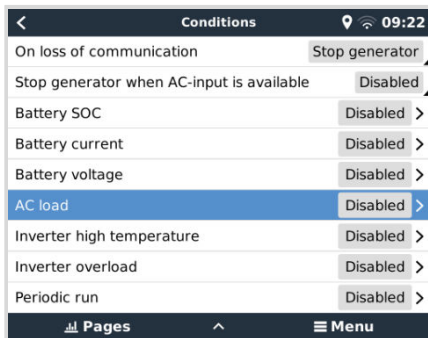 Conditions 09:22
On loss of communication Stop generator
Stop generator when AC-input is available Disabled
Battery SOC Disabled
Battery current Disabled
Battery voltage Disabled
AC load Disabled
Inverter high temperature Disabled
Inverter overload Disabled
Periodic run Disabled
Pages Menu